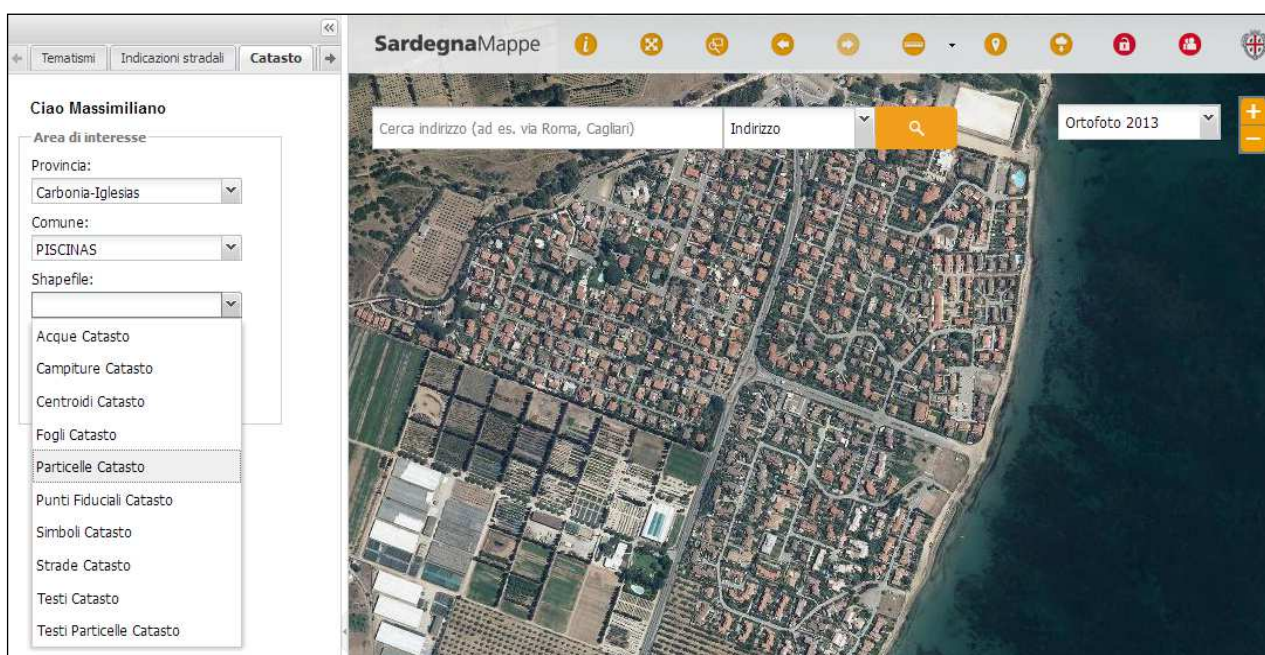 Tematismi
Indicazioni stradali
Catasto
Ciao Massimiliano
Area di interesse
Provincia:
Carbonia-Iglesias
Comune:
PISCINAS
Shapefile:
Acque Catasto
Campiture Catasto
Centroidi Catasto
Fogli Catasto
Particelle Catasto
Punti Fiduciali Catasto
Simboli Catasto
Strade Catasto
Testi Catasto
Testi Particelle Catasto
SardegnaMappe
Cerca indirizzo (ad es. via Roma, Cagliari)
Indirizzo
Ortofoto 2013